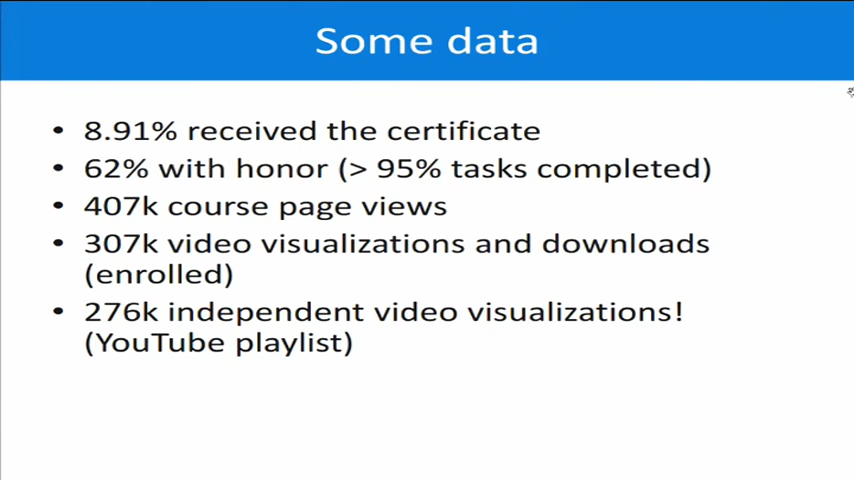 Some data
• 8.91% received the certificate
• 62% with honor (> 95% tasks completed)
• 407k course page views
• 307k video visualizations and downloads
(enrolled)
• 276k independent video visualizations!
(YouTube playlist)